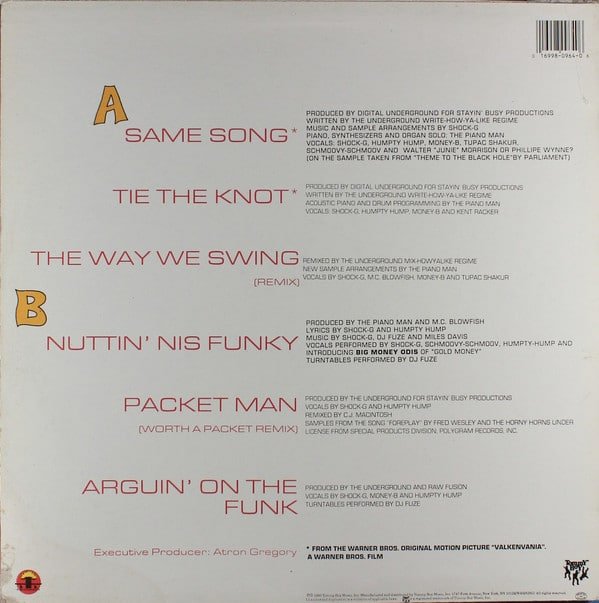 0 16998-0964-0 6
A
SAME SONG*
PRODUCED BY DIGITAL UNDERGROUND FOR STAYIN' BUSY PRODUCTIONS
WRITTEN BY THE UNDERGROUND WRITE-HOW-YA-LIKE REGIME
MUSIC AND SAMPLE ARRANGEMENTS BY SHOCK-G
PIANO, SYNTHESIZERS AND ORGAN SOLO: THE PIANO MAN
VOCALS: SHOCK-G, HUMPTY HUMP, MONEY-B, TUPAC SHAKUR,
SCHMOOVY-SCHMOOV AND WALTER "JUNIE" MORRISON OR PHILLIPE WYNNE?
(ON THE SAMPLE TAKEN FROM "THEME TO THE BLACK HOLE" BY PARLIAMENT)
TIE THE KNOT*
PRODUCED BY DIGITAL UNDERGROUND FOR STAYIN' BUSY PRODUCTIONS
WRITTEN BY THE UNDERGROUND WRITE-HOW-YA-LIKE REGIME
ACOUSTIC PIANO AND DRUM PROGRAMMING BY THE PIANO MAN
VOCALS: SHOCK-G, HUMPTY HUMP, MONEY-B AND KENT RACKER
THE WAY WE SWING
(REMIX)
REMIXED BY THE UNDERGROUND MIX-HOWYALIKE REGIME
NEW SAMPLE ARRANGEMENTS BY THE PIANO MAN
VOCALS BY SHOCK-G, M.C. BLOWFISH, MONEY-B AND TUPAC SHAKUR
B
NUTTIN' NIS FUNKY
PRODUCED BY THE PIANO MAN AND M.C. BLOWFISH
LYRICS BY SHOCK-G AND HUMPTY HUMP
MUSIC BY SHOCK-G, DJ FUZE AND MILES DAVIS
VOCALS PERFORMED BY SHOCK-G, SCHMOOVY-SCHMOOV, HUMPTY-HUMP AND
INTRODUCING BIG MONEY ODIS OF "GOLD MONEY"
TURNTABLES PERFORMED BY DJ FUZE
PACKET MAN
(WORTH A PACKET REMIX)
PRODUCED BY THE UNDERGROUND FOR STAY BUSY PRODUCTIONS
VOCALS BY SHOCK-G AND HUMPTY HUMP
REMIXED BY C.J. MACINTOSH
SAMPLES FROM THE SONG "FOREPLAY" BY FRED WESLEY AND THE HORNY HORNS UNDER
LICENSE FROM SPECIAL PRODUCTS DIVISION, POLYGRAM RECORDS, INC.
ARGUIN' ON THE
FUNK
PRODUCED BY THE UNDERGROUND AND RAW FUSION
VOCALS BY SHOCK-G, MONEY-B AND HUMPTY HUMP
TURNTABLES PERFORMED BY DJ FUZE
Executive Producer: Atron Gregory
* FROM THE WARNER BROS. ORIGINAL MOTION PICTURE "VALKENVANIA".
A WARNER BROS. FILM
TOMMY BOY